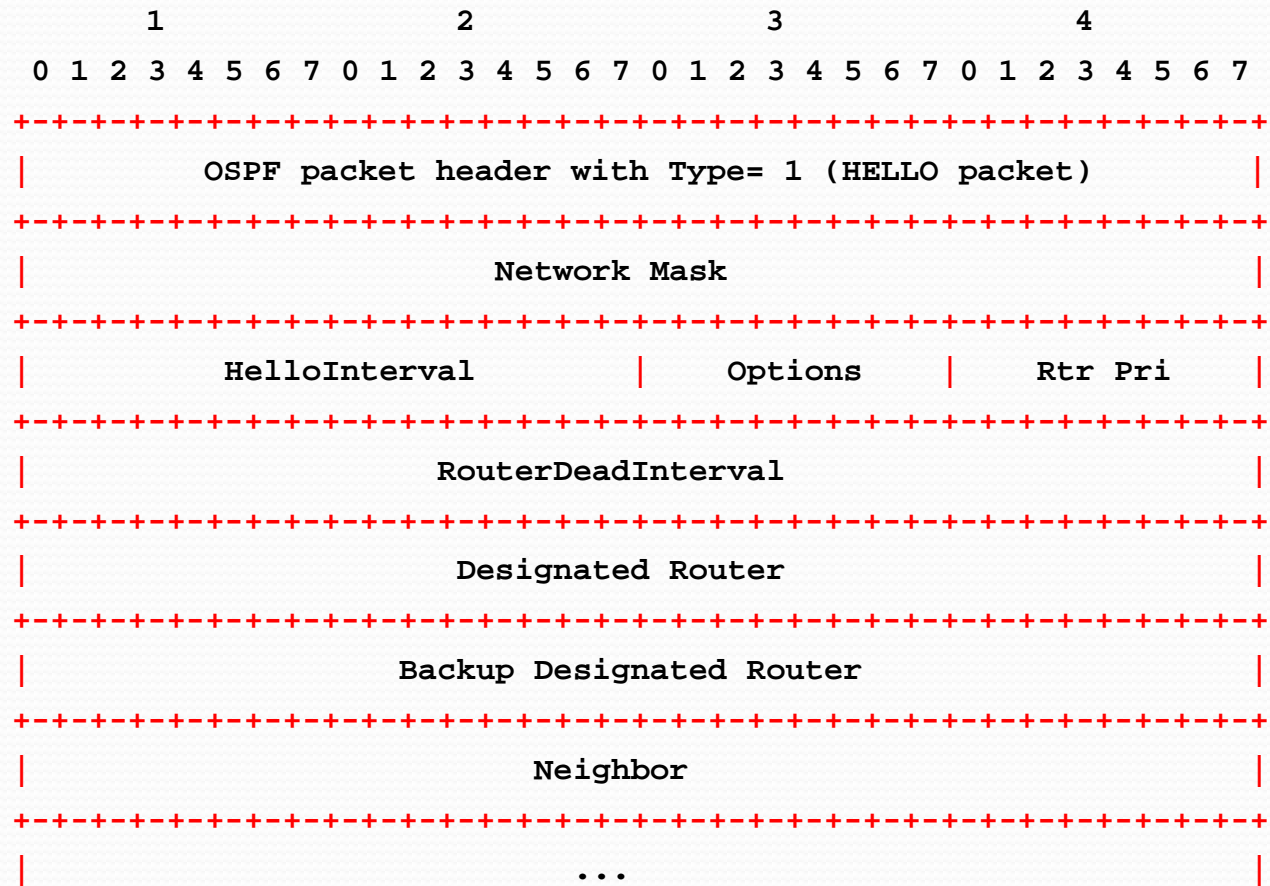 1 2 3 4
0 1 2 3 4 5 6 7 0 1 2 3 4 5 6 7 0 1 2 3 4 5 6 7 0 1 2 3 4 5 6 7
+-+-+-+-+-+-+-+-+-+-+-+-+-+-+-+-+-+-+-+-+-+-+-+-+-+-+-+-+-+-+-+-+
| OSPF packet header with Type= 1 (HELLO packet) |
+-+-+-+-+-+-+-+-+-+-+-+-+-+-+-+-+-+-+-+-+-+-+-+-+-+-+-+-+-+-+-+-+
| Network Mask |
+-+-+-+-+-+-+-+-+-+-+-+-+-+-+-+-+-+-+-+-+-+-+-+-+-+-+-+-+-+-+-+-+
| HelloInterval | Options | Rtr Pri |
+-+-+-+-+-+-+-+-+-+-+-+-+-+-+-+-+-+-+-+-+-+-+-+-+-+-+-+-+-+-+-+-+
| RouterDeadInterval |
+-+-+-+-+-+-+-+-+-+-+-+-+-+-+-+-+-+-+-+-+-+-+-+-+-+-+-+-+-+-+-+-+
| Designated Router |
+-+-+-+-+-+-+-+-+-+-+-+-+-+-+-+-+-+-+-+-+-+-+-+-+-+-+-+-+-+-+-+-+
| Backup Designated Router |
+-+-+-+-+-+-+-+-+-+-+-+-+-+-+-+-+-+-+-+-+-+-+-+-+-+-+-+-+-+-+-+-+
| Neighbor |
+-+-+-+-+-+-+-+-+-+-+-+-+-+-+-+-+-+-+-+-+-+-+-+-+-+-+-+-+-+-+-+-+
| ... |